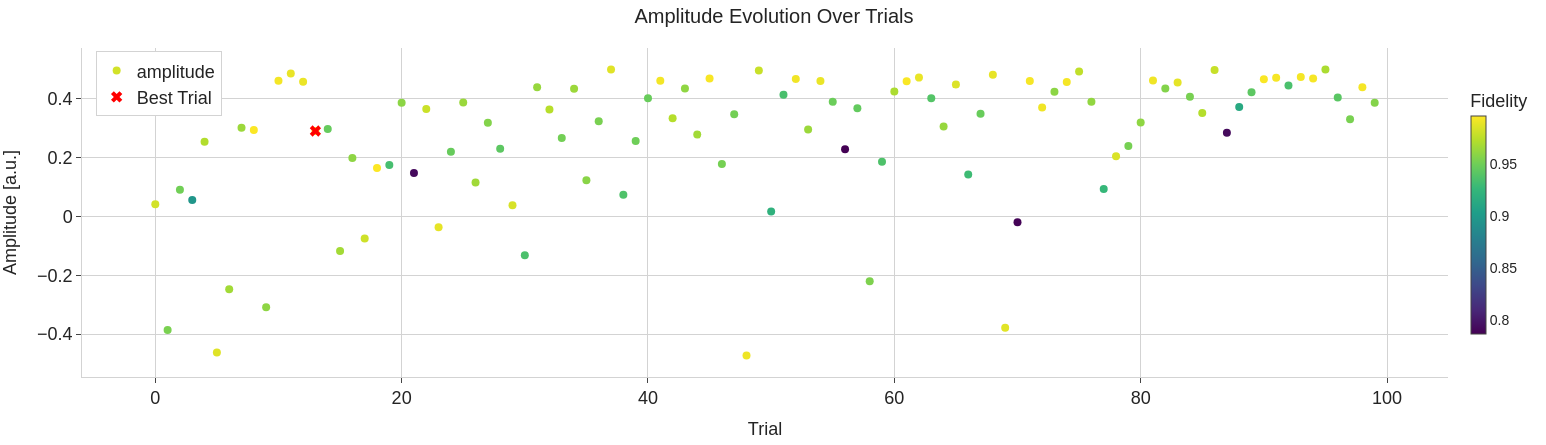 Amplitude Evolution Over Trials
amplitude
Best Trial
Amplitude [a.u.]
0.4
0.2
0
−0.2
−0.4
0
20
40
60
80
100
Trial
Fidelity
0.95
0.9
0.85
0.8